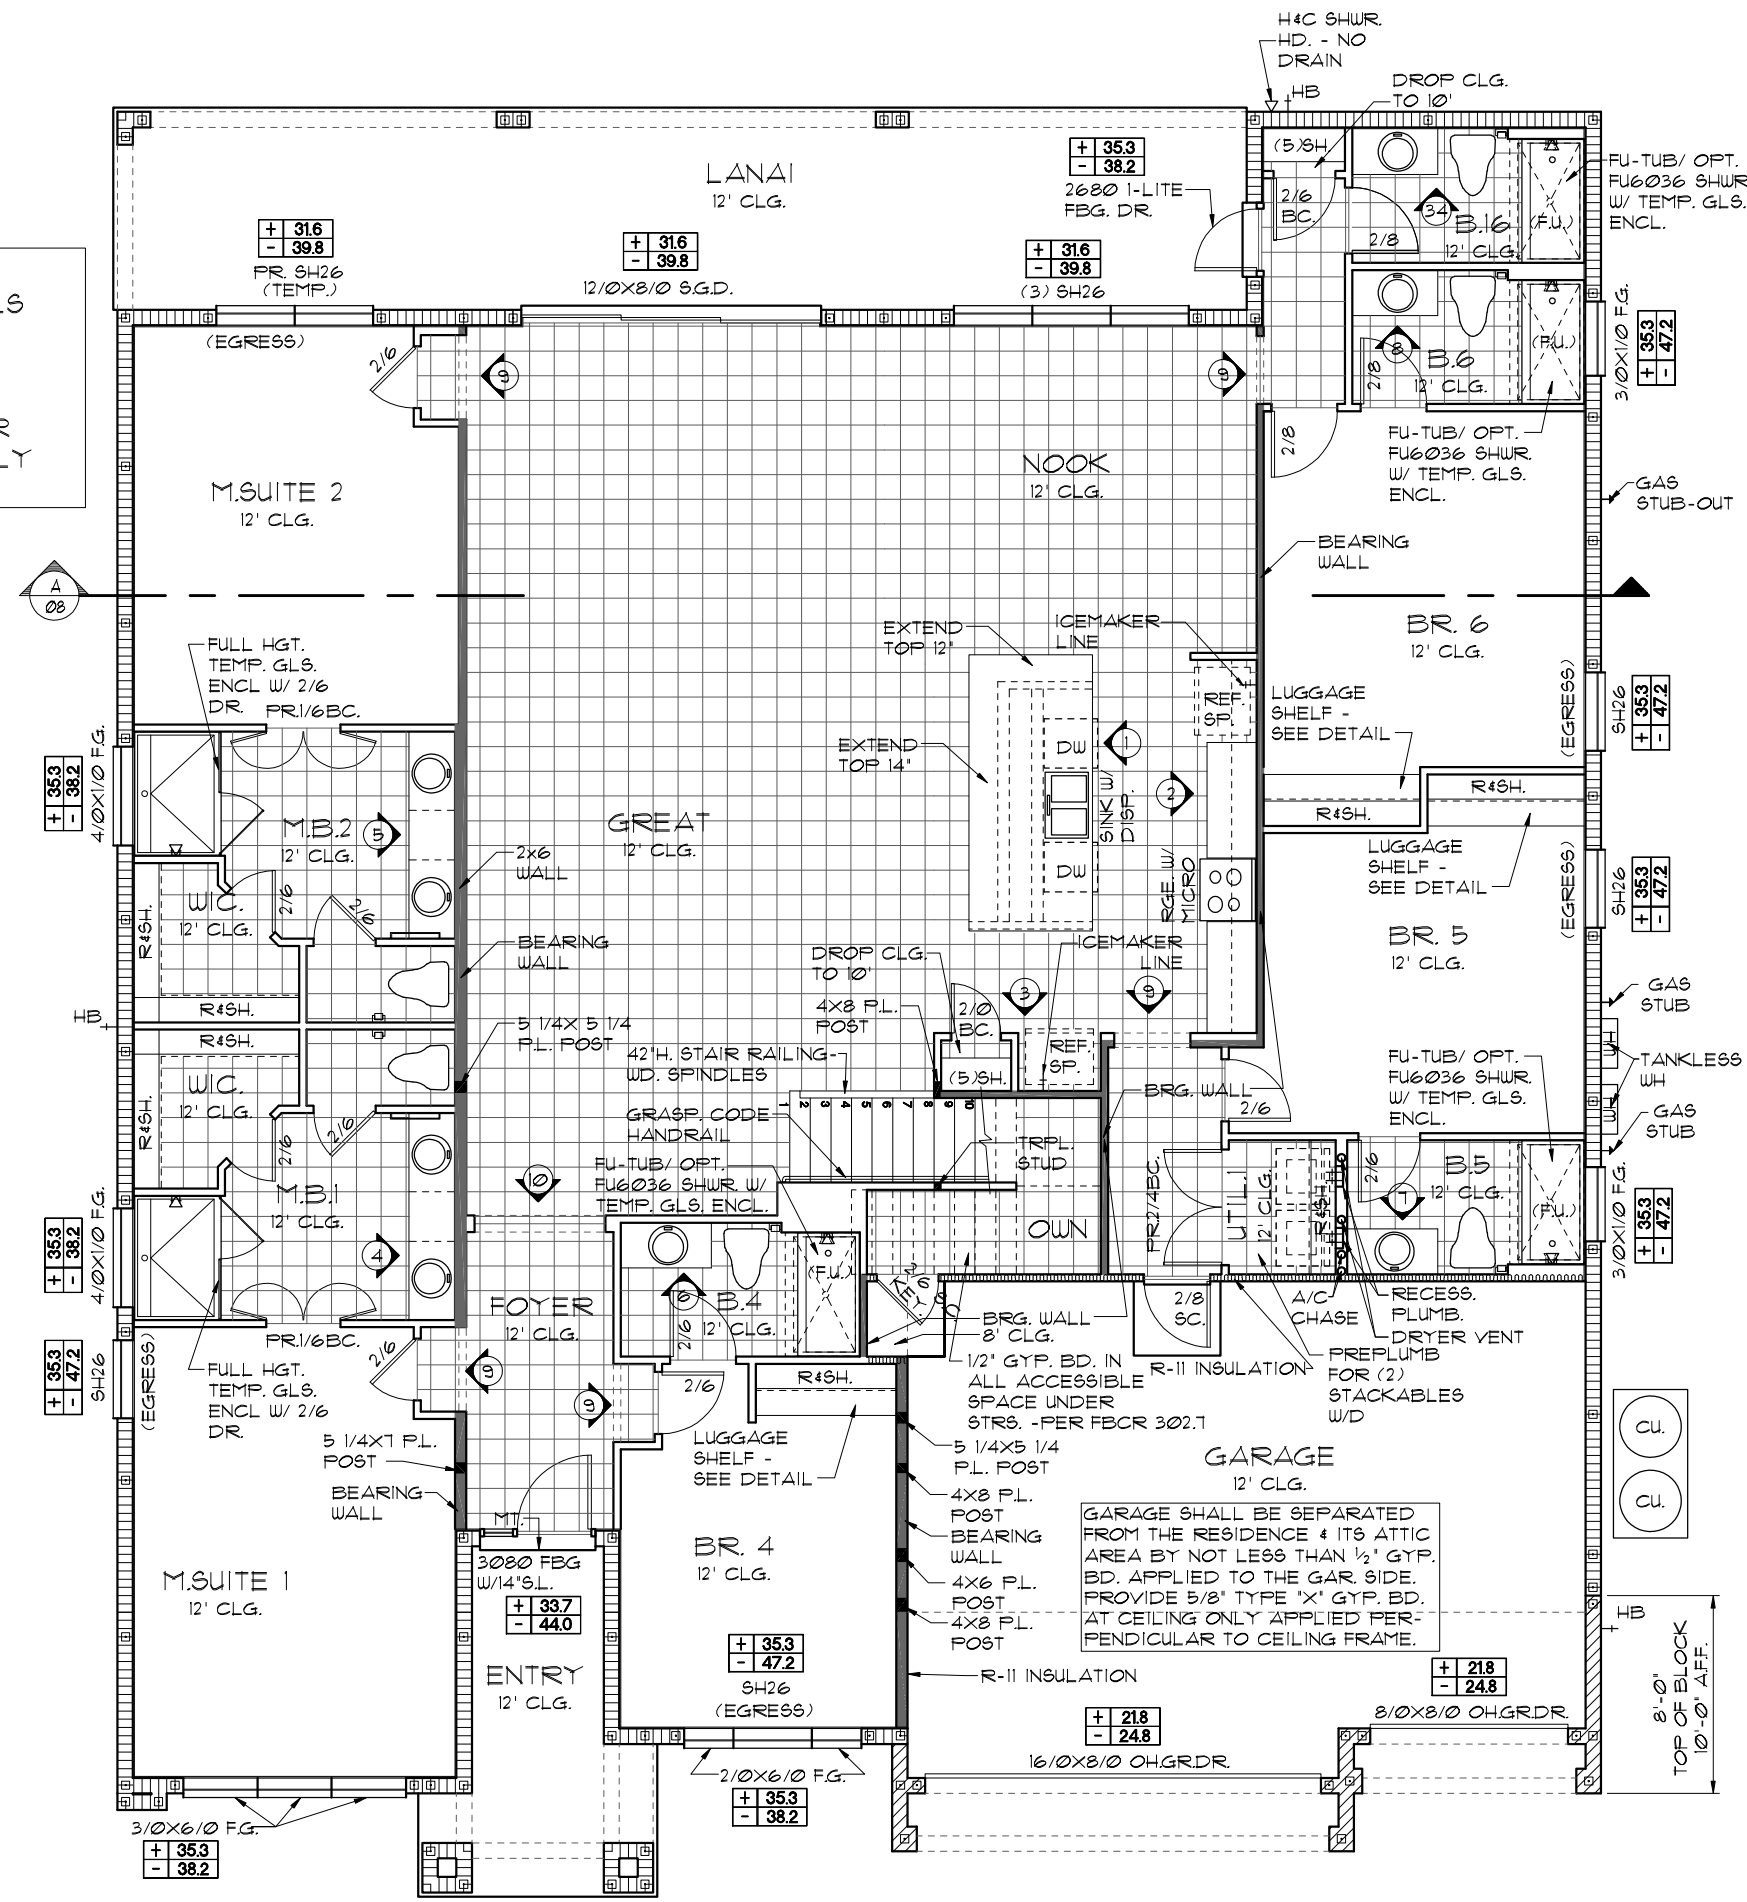 H&C SHWR.
HD. - NO
DRAIN
HB
DROP CLG.
TO 10'
(5)SH.
2/6
BC.
34
B.16
12' CLG.
2/8
(F.U.)
FU-TUB/ OPT.
FU6036 SHWR
W/ TEMP. GLS.
ENCL.
LANAI
12' CLG.
+ 35.3
- 38.2
2680 1-LITE
FBG. DR.
+ 31.6
- 39.8
PR. SH26
(TEMP.)
(EGRESS)
+ 31.6
- 39.8
12/0X8/0 S.G.D.
+ 31.6
- 39.8
(3) SH26
LS
%
LY
2/6
9
9
8
B.6
12' CLG.
2/8
(F.U.)
3/0X1/0 F.G.
+ 35.3
- 47.2
2/8
FU-TUB/ OPT.
FU6036 SHWR.
W/ TEMP. GLS.
ENCL.
GAS
STUB-OUT
M.SUITE 2
12' CLG.
NOOK
12' CLG.
BEARING
WALL
A
08
BR. 6
12' CLG.
(EGRESS)
SH26
+ 35.3
- 47.2
FULL HGT.
TEMP. GLS.
ENCL W/ 2/6
DR.
PR.1/6BC.
EXTEND
TOP 12"
ICEMAKER
LINE
REF.
SP.
LUGGAGE
SHELF -
SEE DETAIL
EXTEND
TOP 14"
DW
1
2
SINK W/
DISP.
DW
R&SH.
R&SH.
+ 35.3
- 38.2
4/0X1/0 F.G.
M.B.2
12' CLG.
5
GREAT
12' CLG.
2x6
WALL
RGE. W/
MICRO
LUGGAGE
SHELF -
SEE DETAIL
(EGRESS)
SH26
+ 35.3
- 47.2
W.I.C.
12' CLG.
2/6
2/6
R&SH.
R&SH.
BEARING
WALL
BR. 5
12' CLG.
DROP CLG.
TO 10'
ICEMAKER
LINE
3
9
4X8 P.L.
POST
2/0
BC.
(5)SH.
REF.
SP.
GAS
STUB
HB
R&SH.
W.I.C.
12' CLG.
R&SH.
2/6
2/6
5 1/4X 5 1/4
P.L. POST
42"H. STAIR RAILING-
WD. SPINDLES
1 2 3 4 5 6 7 8 9 10
GRASP. CODE
HANDRAIL
TRPL.
STUD
BRG. WALL
2/6
FU-TUB/ OPT.
FU6036 SHWR.
W/ TEMP. GLS.
ENCL.
WH
WH
TANKLESS
WH
GAS
STUB
M.B.1
12' CLG.
4
+ 35.3
- 38.2
4/0X1/0 F.G.
10
FU-TUB/ OPT.
FU6036 SHWR. W/
TEMP. GLS. ENCL.
OWN
PR.2/4BC.
UTIL.1
12' CLG.
R&SH.
2/6
B.5
12' CLG.
7
(F.U.)
3/0X1/0 F.G.
+ 35.3
- 47.2
PR.1/6BC.
FOYER
12' CLG.
6
B.4
12' CLG.
2/6
(F.U.)
2/6
BRG. WALL
8' CLG.
2/8
SC.
A/C
CHASE
RECESS.
PLUMB.
DRYER VENT
R-11 INSULATION
PREPLUMB
FOR (2)
STACKABLES
W/D
+ 35.3
- 47.2
SH26
(EGRESS)
FULL HGT.
TEMP. GLS.
ENCL W/ 2/6
DR.
2/6
9
9
2/6
R&SH.
1/2" GYP. BD. IN
ALL ACCESSIBLE
SPACE UNDER
STRS. -PER FBCR 302.7
LUGGAGE
SHELF -
SEE DETAIL
5 1/4X7 P.L.
POST
BEARING
WALL
5 1/4X5 1/4
P.L. POST
4X8 P.L.
POST
BEARING
WALL
4X6 P.L.
POST
4X8 P.L.
POST
GARAGE
12' CLG.
GARAGE SHALL BE SEPARATED
FROM THE RESIDENCE & ITS ATTIC
AREA BY NOT LESS THAN ½" GYP.
BD. APPLIED TO THE GAR. SIDE.
PROVIDE 5/8" TYPE "X" GYP. BD.
AT CEILING ONLY APPLIED PER-
PENDICULAR TO CEILING FRAME.
CU.
CU.
MT.
3080 FBG
W/14"S.L.
+ 33.7
- 44.0
BR. 4
12' CLG.
M.SUITE 1
12' CLG.
ENTRY
12' CLG.
+ 35.3
- 47.2
SH26
(EGRESS)
R-11 INSULATION
HB
8'-0"
TOP OF BLOCK
10'-0" A.F.F.
+ 21.8
- 24.8
8/0X8/0 OH.GR.DR.
+ 21.8
- 24.8
16/0X8/0 OH.GR.DR.
2/0X6/0 F.G.
+ 35.3
- 38.2
3/0X6/0 F.G.
+ 35.3
- 38.2